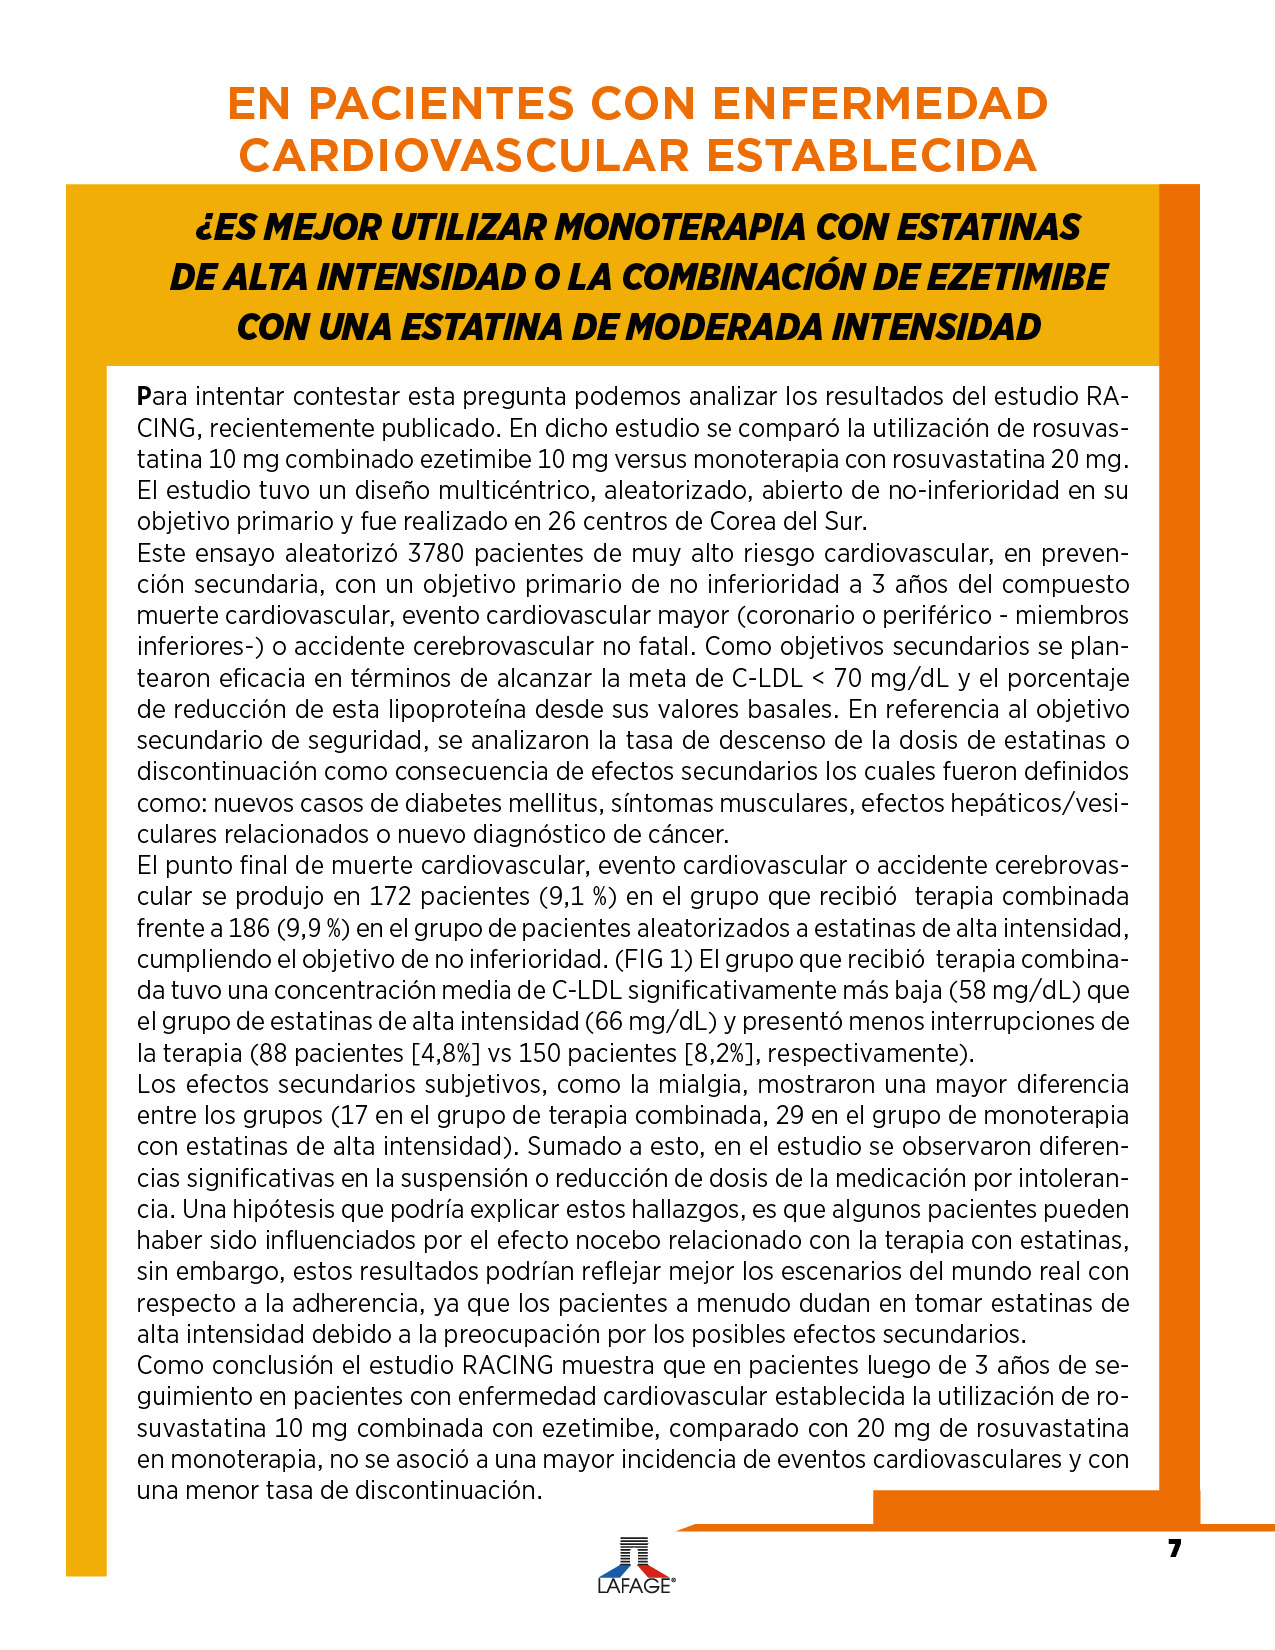 EN PACIENTES CON ENFERMEDAD
CARDIOVASCULAR ESTABLECIDA
¿ES MEJOR UTILIZAR MONOTERAPIA CON ESTATINAS
DE ALTA INTENSIDAD O LA COMBINACIÓN DE EZETIMIBE
CON UNA ESTATINA DE MODERADA INTENSIDAD
Para intentar contestar esta pregunta podemos analizar los resultados del estudio RA-
CING, recientemente publicado. En dicho estudio se comparó la utilización de rosuvas-
tatina 10 mg combinado ezetimibe 10 mg versus monoterapia con rosuvastatina 20 mg.
El estudio tuvo un diseño multicéntrico, aleatorizado, abierto de no-inferioridad en su
objetivo primario y fue realizado en 26 centros de Corea del Sur.
Este ensayo aleatorizó 3780 pacientes de muy alto riesgo cardiovascular, en preven-
ción secundaria, con un objetivo primario de no inferioridad a 3 años del compuesto
muerte cardiovascular, evento cardiovascular mayor (coronario o periférico - miembros
inferiores-) o accidente cerebrovascular no fatal. Como objetivos secundarios se plan-
tearon eficacia en términos de alcanzar la meta de C-LDL < 70 mg/dL y el porcentaje
de reducción de esta lipoproteína desde sus valores basales. En referencia al objetivo
secundario de seguridad, se analizaron la tasa de descenso de la dosis de estatinas o
discontinuación como consecuencia de efectos secundarios los cuales fueron definidos
como: nuevos casos de diabetes mellitus, síntomas musculares, efectos hepáticos/vesi-
culares relacionados o nuevo diagnóstico de cáncer.
El punto final de muerte cardiovascular, evento cardiovascular o accidente cerebrovas-
cular se produjo en 172 pacientes (9,1 %) en el grupo que recibió  terapia combinada
frente a 186 (9,9 %) en el grupo de pacientes aleatorizados a estatinas de alta intensidad,
cumpliendo el objetivo de no inferioridad. (FIG 1) El grupo que recibió  terapia combina-
da tuvo una concentración media de C-LDL significativamente más baja (58 mg/dL) que
el grupo de estatinas de alta intensidad (66 mg/dL) y presentó menos interrupciones de
la terapia (88 pacientes [4,8%] vs 150 pacientes [8,2%], respectivamente).
Los efectos secundarios subjetivos, como la mialgia, mostraron una mayor diferencia
entre los grupos (17 en el grupo de terapia combinada, 29 en el grupo de monoterapia
con estatinas de alta intensidad). Sumado a esto, en el estudio se observaron diferen-
cias significativas en la suspensión o reducción de dosis de la medicación por intoleran-
cia. Una hipótesis que podría explicar estos hallazgos, es que algunos pacientes pueden
haber sido influenciados por el efecto nocebo relacionado con la terapia con estatinas,
sin embargo, estos resultados podrían reflejar mejor los escenarios del mundo real con
respecto a la adherencia, ya que los pacientes a menudo dudan en tomar estatinas de
alta intensidad debido a la preocupación por los posibles efectos secundarios.
Como conclusión el estudio RACING muestra que en pacientes luego de 3 años de se-
guimiento en pacientes con enfermedad cardiovascular establecida la utilización de ro-
suvastatina 10 mg combinada con ezetimibe, comparado con 20 mg de rosuvastatina
en monoterapia, no se asoció a una mayor incidencia de eventos cardiovasculares y con
una menor tasa de discontinuación.
7
LAFAGE®